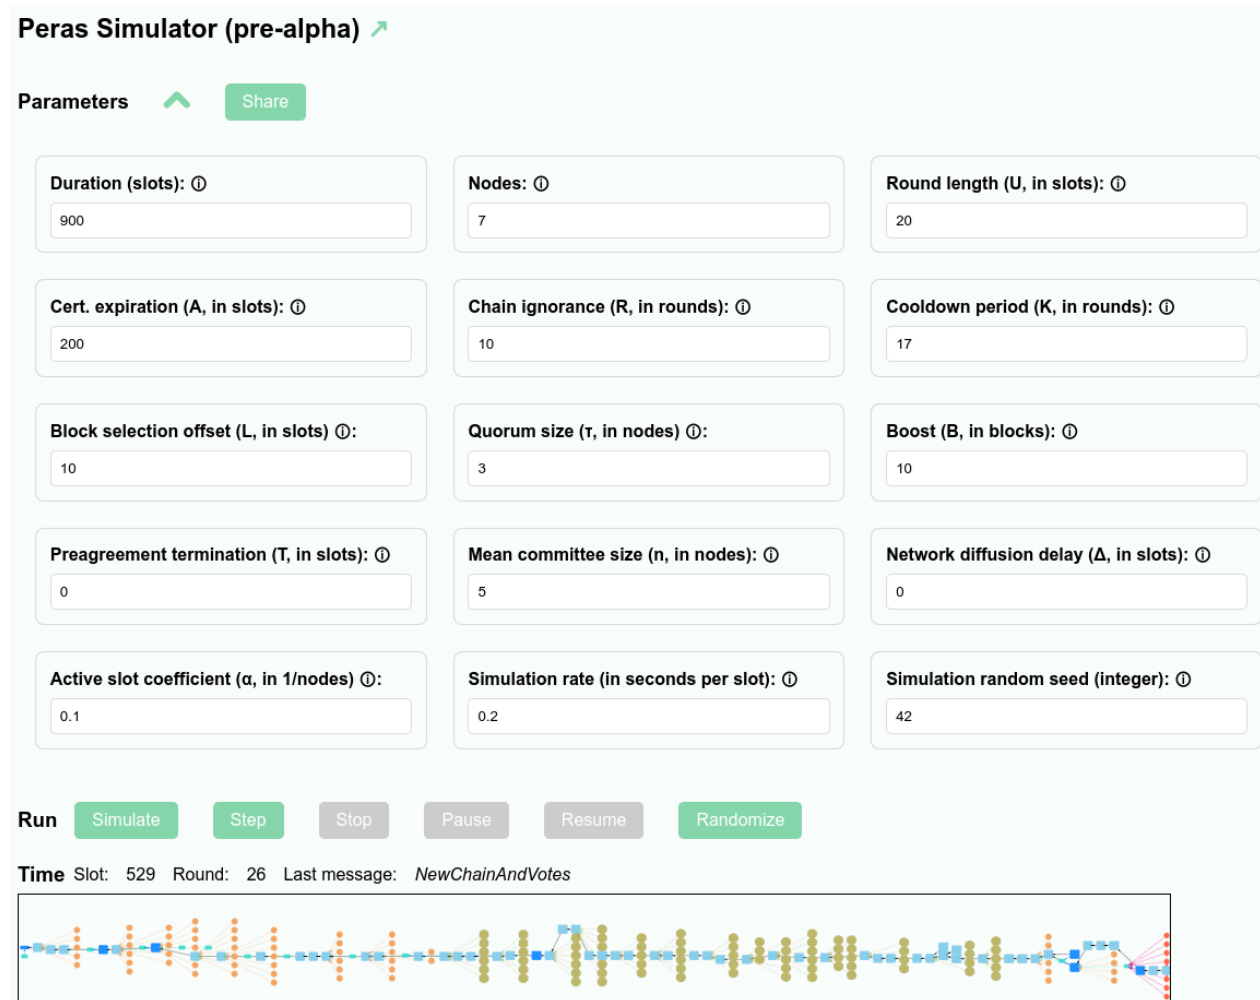 Peras Simulator (pre-alpha)
Parameters Share
Duration (slots): Nodes: Round length (U, in slots):
900 7 20
Cert. expiration (A, in slots): Chain ignorance (R, in rounds): Cooldown period (K, in rounds):
200 10 17
Block selection offset (L, in slots) : Quorum size (τ, in nodes) : Boost (B, in blocks):
10 3 10
Preagreement termination (T, in slots): Mean committee size (n, in nodes): Network diffusion delay (Δ, in slots):
0 5 0
Active slot coefficient (α, in 1/nodes) : Simulation rate (in seconds per slot): Simulation random seed (integer):
0.1 0.2 42
Run Simulate Step Stop Pause Resume Randomize
Time Slot: 529 Round: 26 Last message: NewChainAndVotes